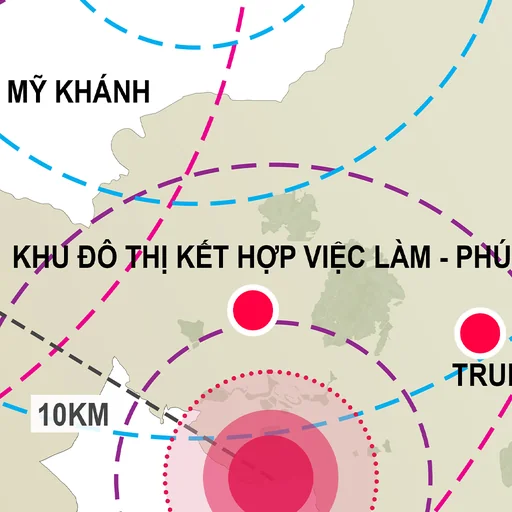 MỸ KHÁNH
KHU ĐÔ THỊ KẾT HỢP VIỆC LÀM - PHÚ
TRU
10KM